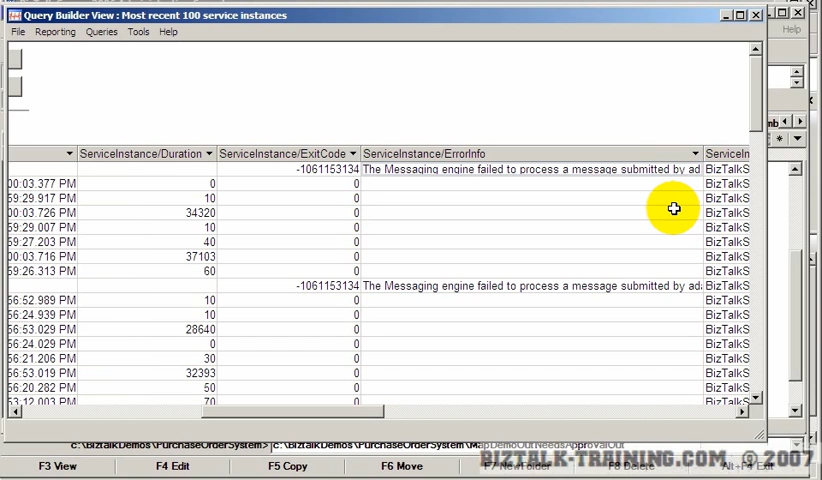 Query Builder View : Most recent 100 service instances
File Reporting Queries Tools Help
Help
ServiceInstance/Duration ServiceInstance/ExitCode ServiceInstance/ErrorInfo ServiceIn
-1061153134 The Messaging engine failed to process a message submitted by ad BizTalkS
00:03.377 PM 0 0 BizTalkS
59:29.917 PM 10 0 BizTalkS
00:03.726 PM 34320 0 BizTalkS
59:29.007 PM 10 0 BizTalkS
59:27.203 PM 40 0 BizTalkS
00:03.716 PM 37103 0 BizTalkS
59:26.313 PM 60 0 BizTalkS
-1061153134 The Messaging engine failed to process a message submitted by ad BizTalkS
56:52.989 PM 10 0 BizTalkS
56:24.939 PM 10 0 BizTalkS
56:53.029 PM 28640 0 BizTalkS
56:24.029 PM 0 0 BizTalkS
56:21.206 PM 30 0 BizTalkS
56:53.019 PM 32393 0 BizTalkS
56:20.282 PM 50 0 BizTalkS
53:12.003 PM 70 0 BizTalkS
c:\BizTalkDemos\PurchaseOrderSystem> c:\BizTalkDemos\PurchaseOrderSystem\MapDemoOutNeedsApprovalOut
F3 View F4 Edit F5 Copy F6 Move F7 NewFolder F8 Delete Alt+F4 Exit
BIZTALK-TRAINING.COM © 2007